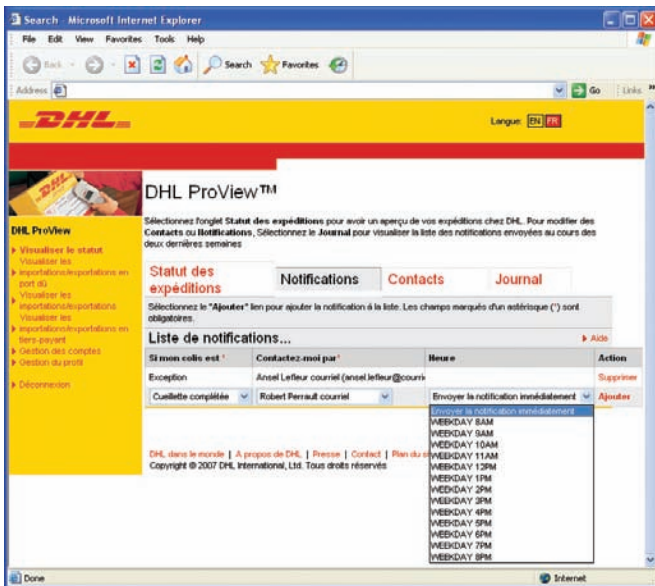 Search - Microsoft Internet Explorer
File Edit View Favorites Tools Help
Back Search Favorites
Address Go Links »
DHL
Langue: EN FR
DHL
DHL ProView™
Sélectionnez l'onglet Statut des expéditions pour avoir un aperçu de vos expéditions chez DHL. Pour modifier des
Contacts ou Notifications, Sélectionnez le Journal pour visualiser la liste des notifications envoyées au cours des
deux dernières semaines
DHL ProView
Visualiser le statut
Visualiser les
importations/exportations en
port dû
Visualiser les
importations/exportations
Visualiser les
importations/exportations en
tiers-payant
Gestion des comptes
Gestion du profil
Déconnexion
Statut des
expéditions
Notifications
Contacts
Journal
Sélectionnez le "Ajouter" lien pour ajouter la notification à la liste. Les champs marqués d'un astérisque (*) sont
obligatoires.
Liste de notifications...
Aide
Si mon colis est * Contactez-moi par* Heure Action
Exception Ansel Lefleur courriel (ansel.lefleur@courri Supprimer
Cueillette complétée Robert Perrault courriel Envoyer la notification immédiatement Ajouter
Envoyer la notification immédiatement
WEEKDAY 8AM
WEEKDAY 9AM
WEEKDAY 10AM
WEEKDAY 11AM
WEEKDAY 12PM
WEEKDAY 1PM
WEEKDAY 2PM
WEEKDAY 3PM
WEEKDAY 4PM
WEEKDAY 5PM
WEEKDAY 6PM
WEEKDAY 7PM
WEEKDAY 8PM
DHL dans le monde | A propos de DHL | Presse | Contact | Plan du s
Copyright © 2007 DHL International, Ltd. Tous droits réservés
Done Internet